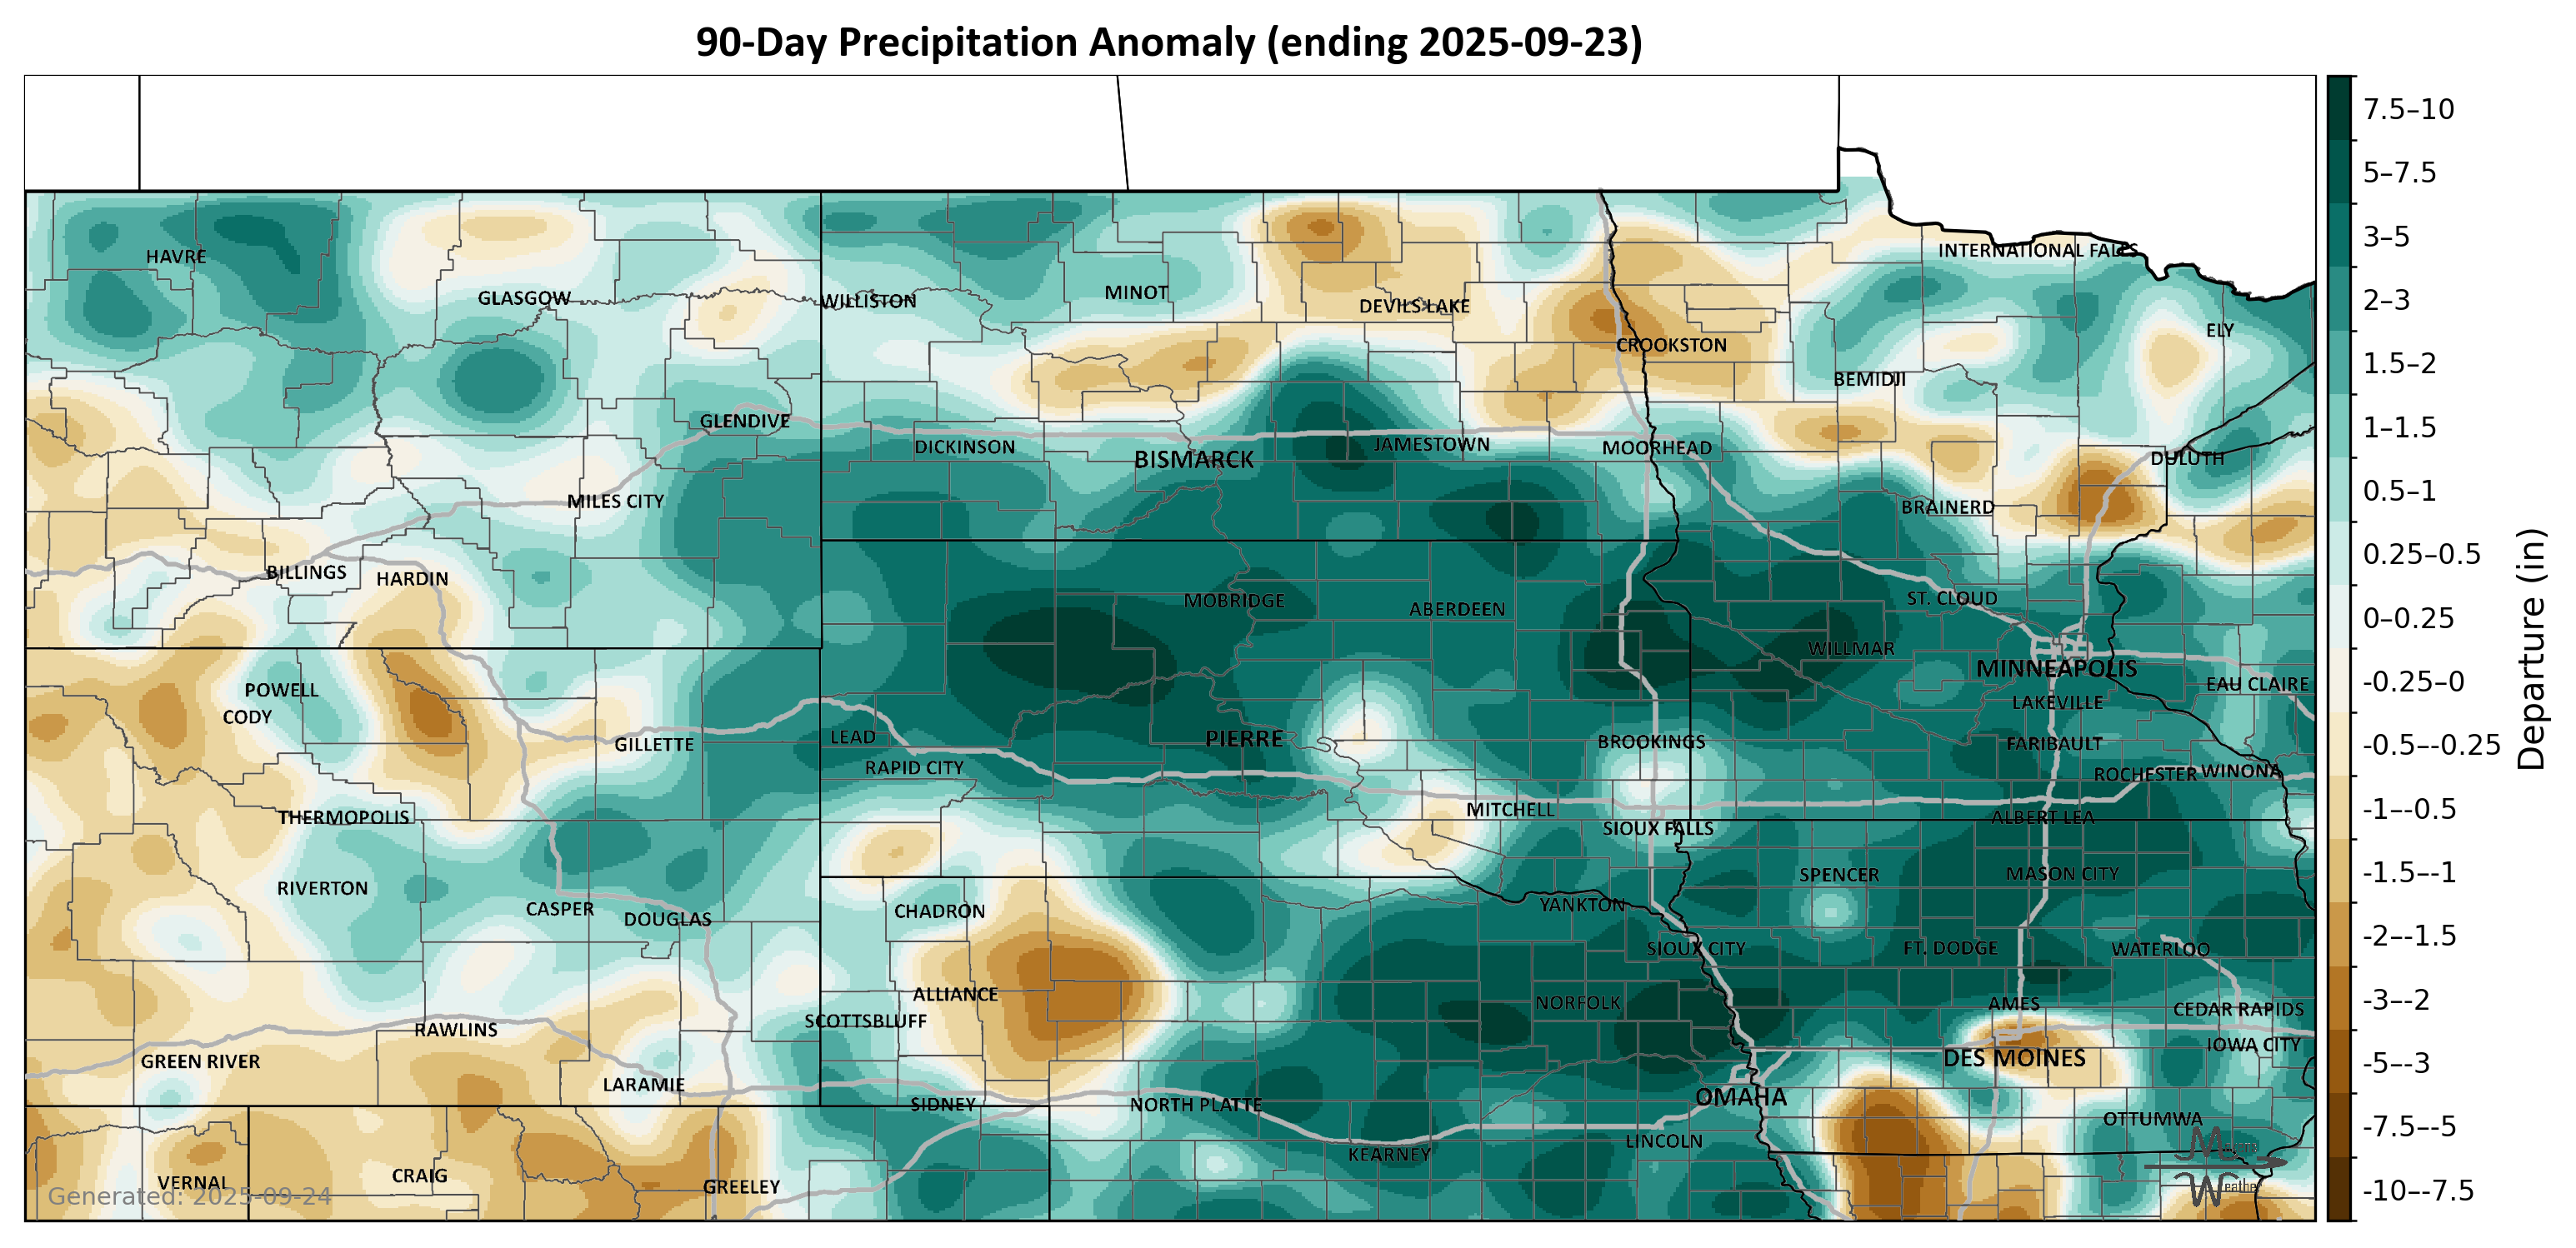 90-Day Precipitation Anomaly (ending 2025-09-23)
7.5–10
5–7.5
3–5
2–3
1.5–2
1–1.5
0.5–1
0.25–0.5
0–0.25
-0.25–0
-0.5–-0.25
-1–-0.5
-1.5–-1
-2–-1.5
-3–-2
-5–-3
-7.5–-5
-10–-7.5
Departure (in)
HAVRE
INTERNATIONAL FALLS
GLASGOW
WILLISTON
MINOT
DEVILS LAKE
ELY
CROOKSTON
BEMIDJI
GLENDIVE
DICKINSON
BISMARCK
JAMESTOWN
MOORHEAD
DULUTH
MILES CITY
BRAINERD
BILLINGS
HARDIN
MOBRIDGE
ABERDEEN
ST. CLOUD
WILLMAR
MINNEAPOLIS
POWELL
EAU CLAIRE
CODY
LAKEVILLE
GILLETTE
LEAD
PIERRE
BROOKINGS
FARIBAULT
RAPID CITY
ROCHESTER
WINONA
THERMOPOLIS
MITCHELL
ALBERT LEA
SIOUX FALLS
RIVERTON
SPENCER
MASON CITY
CASPER
DOUGLAS
CHADRON
YANKTON
SIOUX CITY
FT. DODGE
WATERLOO
ALLIANCE
NORFOLK
AMES
CEDAR RAPIDS
SCOTTSBLUFF
RAWLINS
IOWA CITY
GREEN RIVER
DES MOINES
LARAMIE
OMAHA
SIDNEY
NORTH PLATTE
OTTUMWA
LINCOLN
KEARNEY
VERNAL
CRAIG
GREELEY
Generated: 2025-09-24